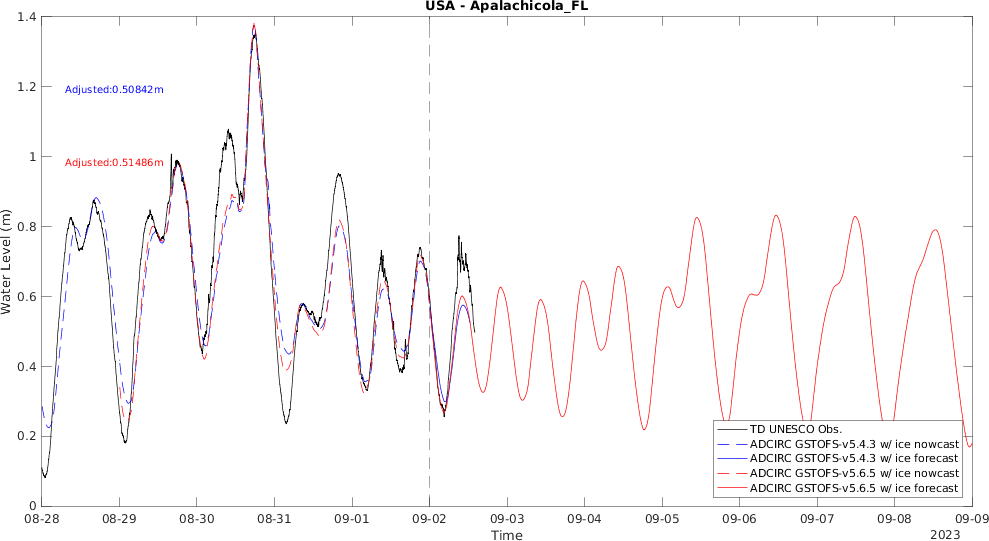 USA - Apalachicola_FL
1.4
1.2
1
0.8
0.6
0.4
0.2
0
Water Level (m)
Adjusted:0.50842m
Adjusted:0.51486m
TD UNESCO Obs.
ADCIRC GSTOFS-v5.4.3 w/ ice nowcast
ADCIRC GSTOFS-v5.4.3 w/ ice forecast
ADCIRC GSTOFS-v5.6.5 w/ ice nowcast
ADCIRC GSTOFS-v5.6.5 w/ ice forecast
08-28 08-29 08-30 08-31 09-01 09-02 09-03 09-04 09-05 09-06 09-07 09-08 09-09
Time
2023